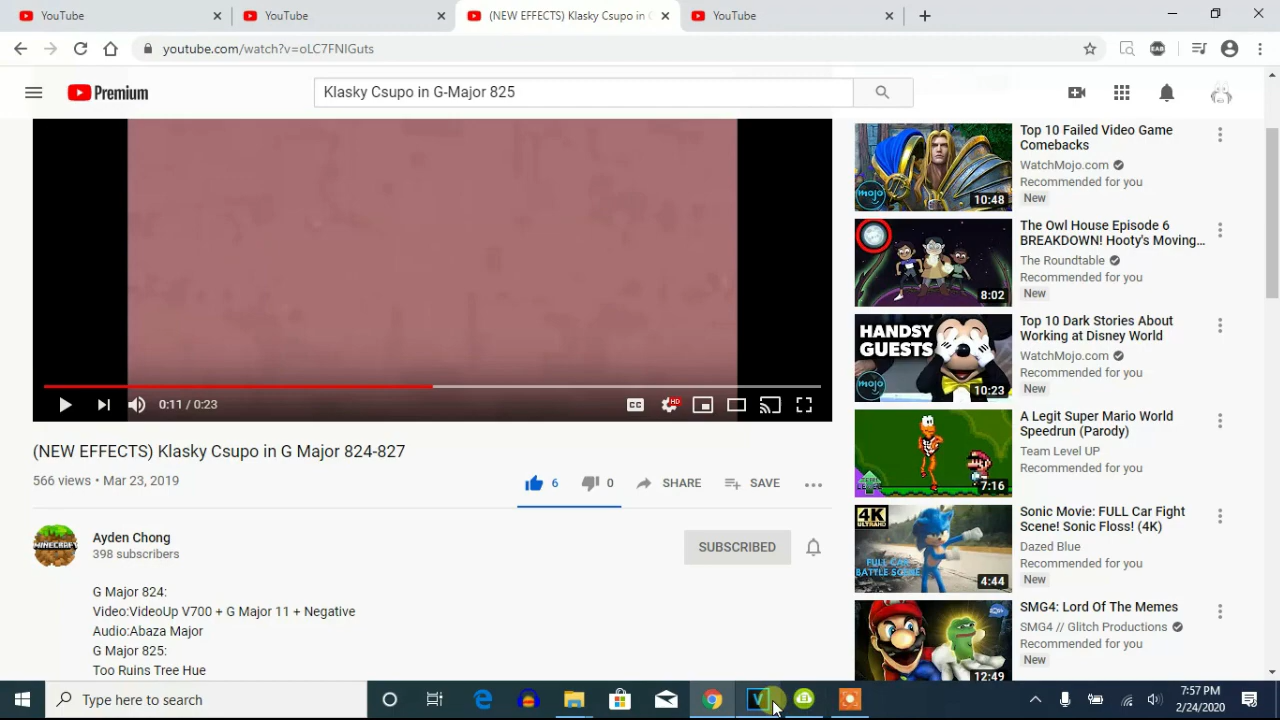 YouTube
YouTube
(NEW EFFECTS) Klasky Csupo in G
YouTube
youtube.com/watch?v=oLC7FNIGuts
EAB
Premium
Klasky Csupo in G-Major 825
Top 10 Failed Video Game
Comebacks
WatchMojo.com
Recommended for you
New
mojo
10:48
The Owl House Episode 6
BREAKDOWN! Hooty's Moving...
The Roundtable
Recommended for you
New
8:02
HANDSY
GUESTS
mojo
10:23
Top 10 Dark Stories About
Working at Disney World
WatchMojo.com
Recommended for you
New
CC
HD
0:11 / 0:23
A Legit Super Mario World
Speedrun (Parody)
Team Level UP
Recommended for you
7:16
(NEW EFFECTS) Klasky Csupo in G Major 824-827
566 views • Mar 23, 2019
6
0
SHARE
SAVE
4K
ULTRAHD
FULL CAR
BATTLE SCENE
4:44
Sonic Movie: FULL Car Fight
Scene! Sonic Floss! (4K)
Dazed Blue
Recommended for you
New
MINECRAFT
Ayden Chong
398 subscribers
SUBSCRIBED
G Major 824:
Video:VideoUp V700 + G Major 11 + Negative
Audio:Abaza Major
G Major 825:
Too Ruins Tree Hue
SMG4: Lord Of The Memes
SMG4 // Glitch Productions
Recommended for you
New
12:49
Type here to search
V
7:57 PM
2/24/2020